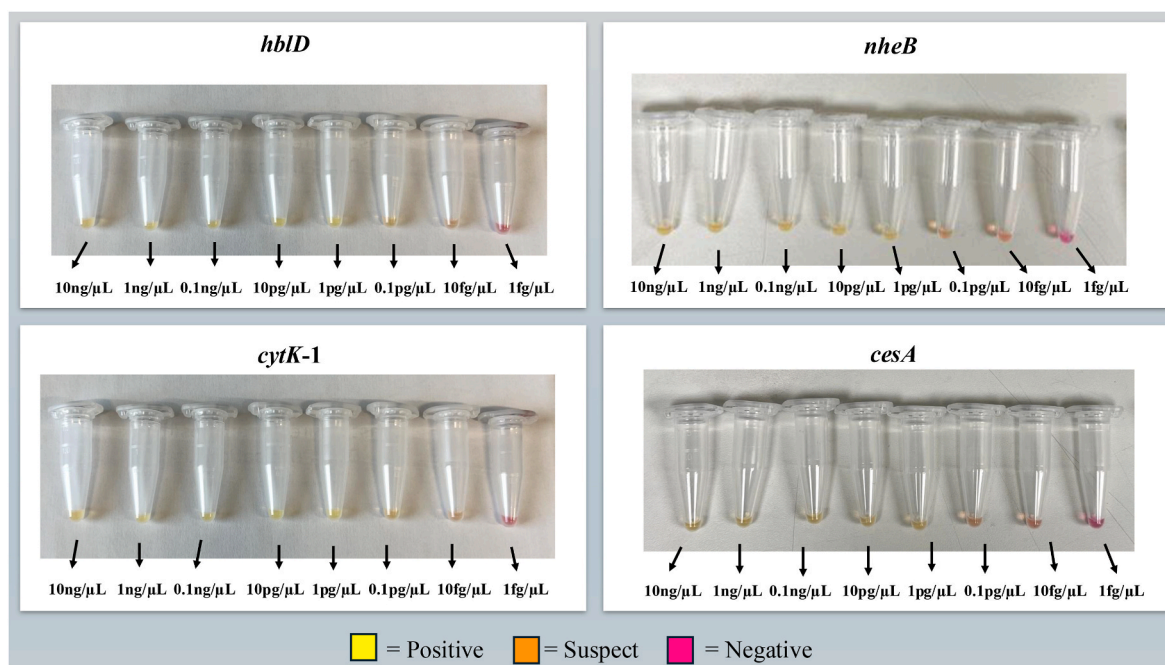 hblD
10ng/µL 1ng/µL 0.1ng/µL 10pg/µL 1pg/µL 0.1pg/µL 10fg/µL 1fg/µL
nheB
10ng/µL 1ng/µL 0.1ng/µL 10pg/µL 1pg/µL 0.1pg/µL 10fg/µL 1fg/µL
cytK-1
10ng/µL 1ng/µL 0.1ng/µL 10pg/µL 1pg/µL 0.1pg/µL 10fg/µL 1fg/µL
cesA
10ng/µL 1ng/µL 0.1ng/µL 10pg/µL 1pg/µL 0.1pg/µL 10fg/µL 1fg/µL
= Positive = Suspect = Negative